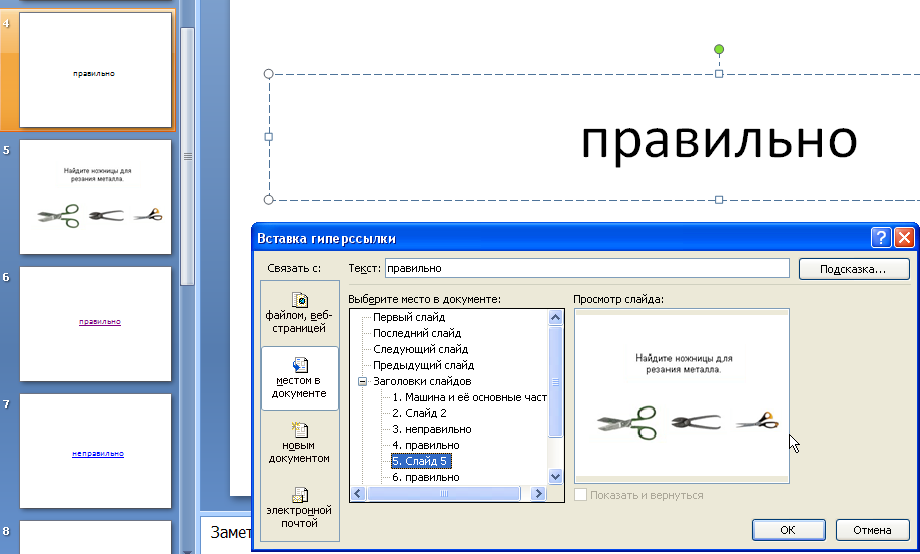 4
правильно
5
Найдите ножницы для
резания металла.
6
правильно
7
неправильно
8
правильно
Замет
Вставка гиперссылки
?
Связать с:
Текст:
правильно
Подсказка...
файлом, веб-
страницей
местом в
документе
новым
документом
электронной
почтой
Выберите место в документе:
Первый слайд
Последний слайд
Следующий слайд
Предыдущий слайд
Заголовки слайдов
1. Машина и её основные част
2. Слайд 2
3. неправильно
4. правильно
5. Слайд 5
6. правильно
Просмотр слайда:
Найдите ножницы для
резания металла.
Показать и вернуться
ОК
Отмена